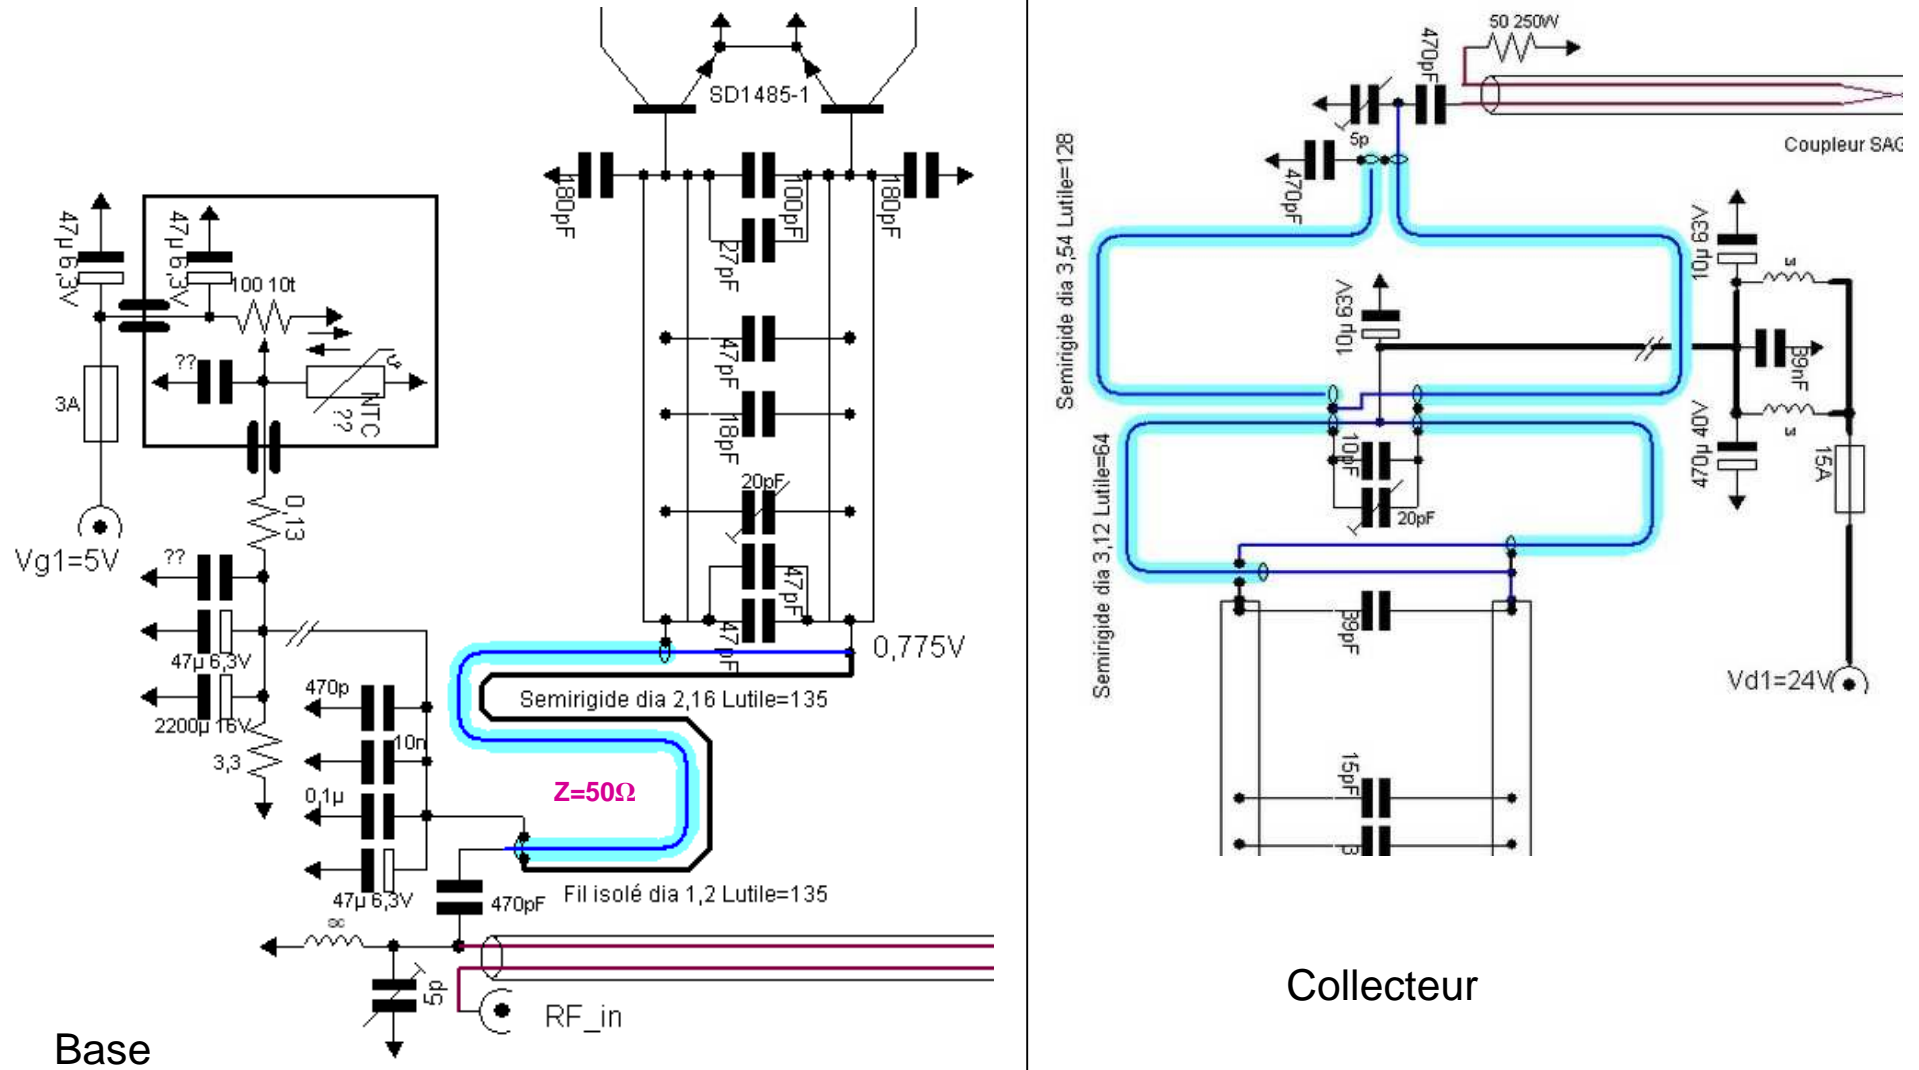 SD1485-1
180pF
100pF
180pF
27pF
47µ 6,3V
47µ 6,3V
100 10t
??
NTC
??
3A
47pF
18pF
20pF
0,13
Vg1=5V
??
47pF
47pF
0,775V
47µ 6,3V
2200µ 16V
3,3
470p
10n
0,1µ
47µ 6,3V
Semirigide dia 2,16 Lutile=135
Z=50Ω
Fil isolé dia 1,2 Lutile=135
470pF
sc
5p
RF_in
Base
50 250W
470pF
5p
470pF
Coupleur SAG
Semirigide dia 3,54 Lutile=128
10µ 63V
10µ 63V
s
39nF
s
470µ 40V
15A
10pF
20pF
Semirigide dia 3,12 Lutile=64
39pF
Vd1=24V
15pF
3
Collecteur